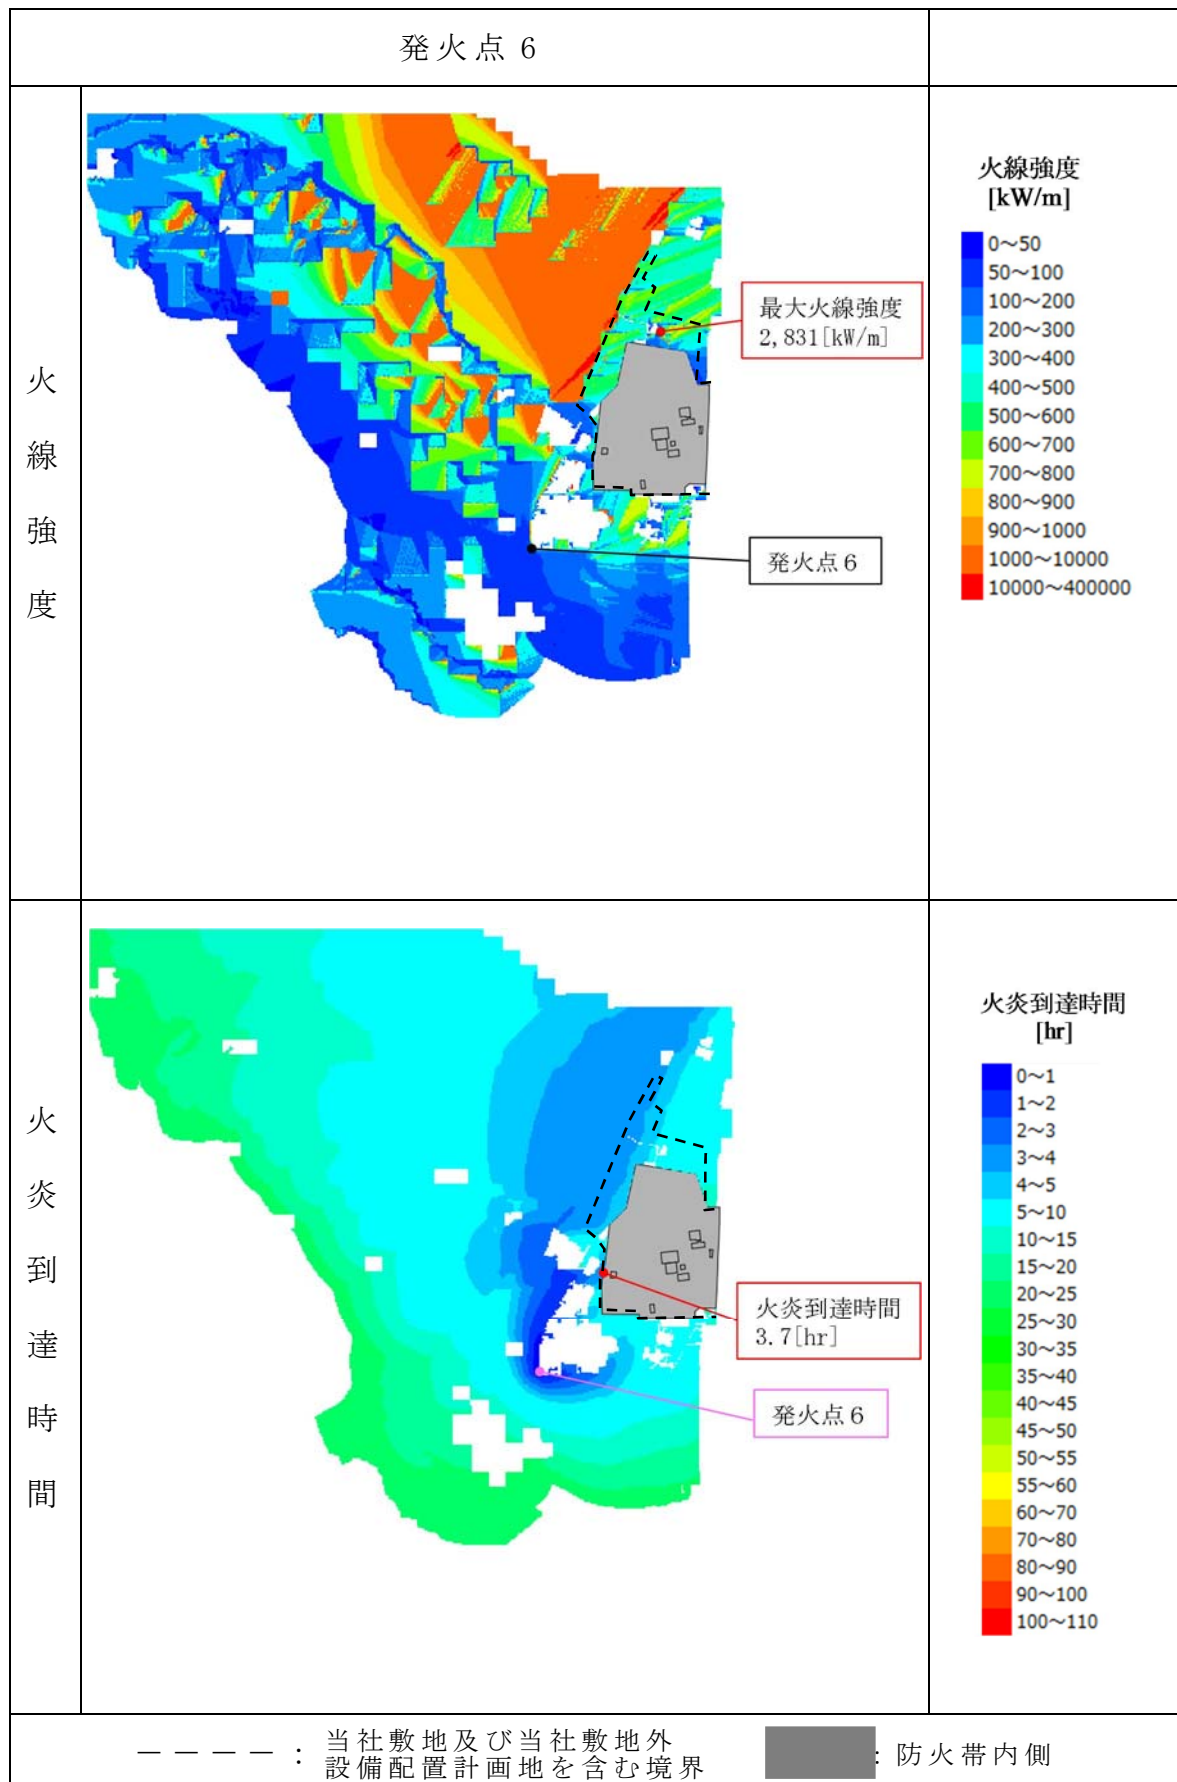 発火点 6
火線強度
最大火線強度
2,831[kW/m]
発火点6
火線強度
[kW/m]
0～50
50～100
100～200
200～300
300～400
400～500
500～600
600～700
700～800
800～900
900～1000
1000～10000
10000～400000
火炎到達時間
火炎到達時間
3.7[hr]
発火点6
火炎到達時間
[hr]
0～1
1～2
2～3
3～4
4～5
5～10
10～15
15～20
20～25
25～30
30～35
35～40
40～45
45～50
50～55
55～60
60～70
70～80
80～90
90～100
100～110
－－－－：当社敷地及び当社敷地外
設備配置計画地を含む境界
：防火帯内側